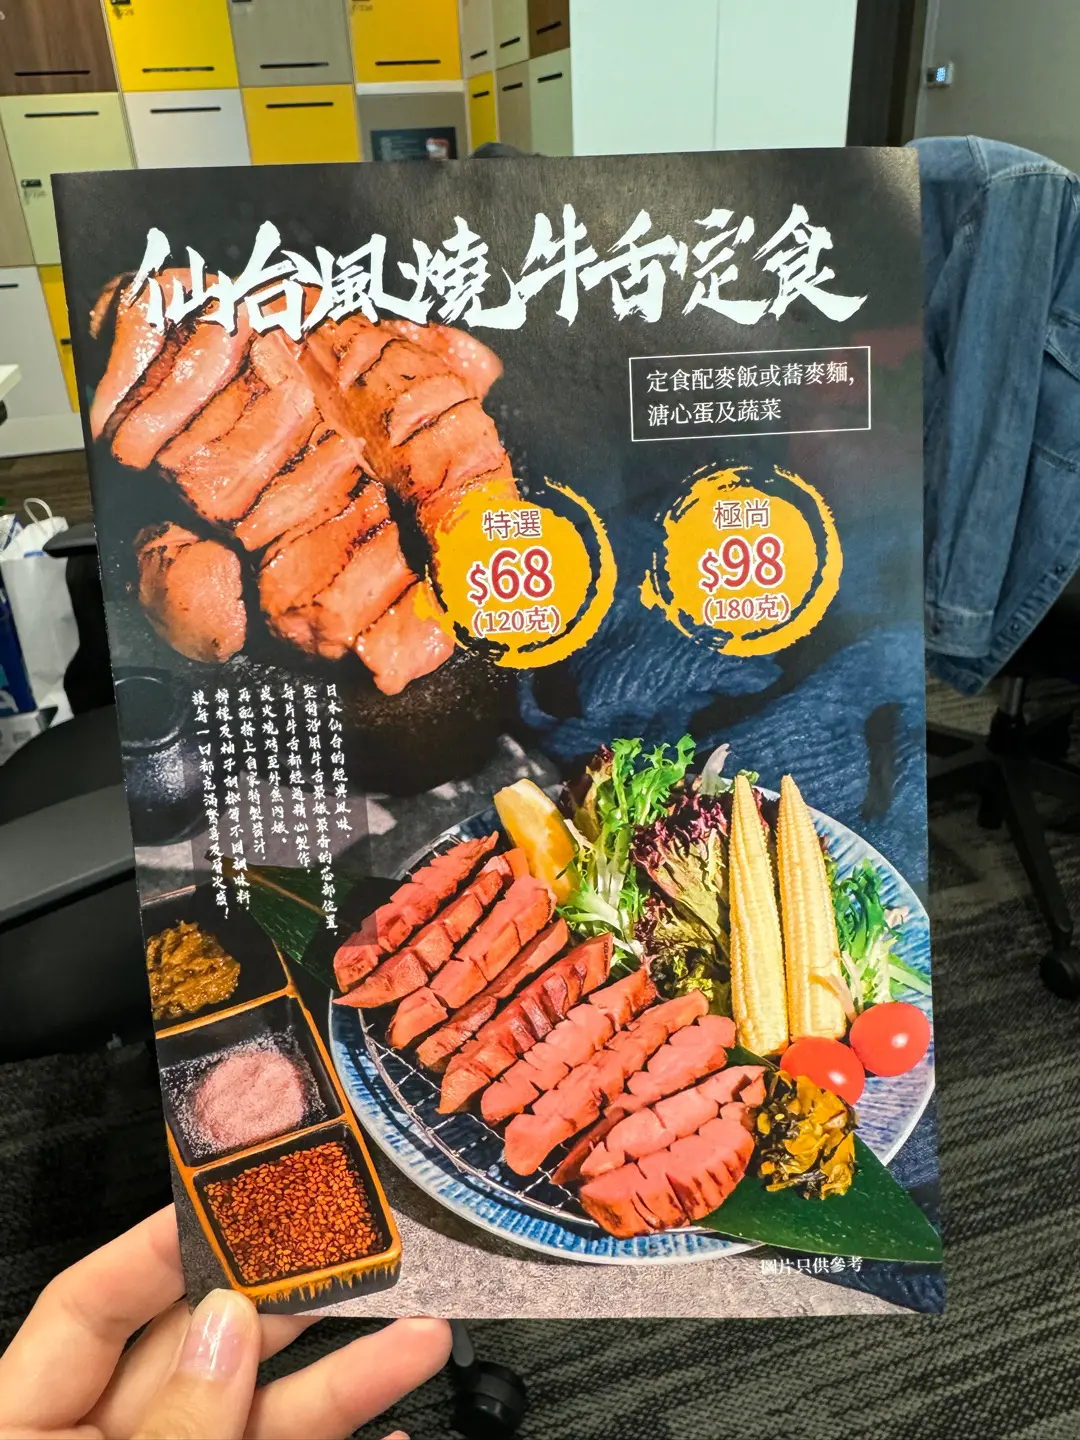 仙台風燒牛舌定食
定食配麥飯或蕎麥麵,
溏心蛋及蔬菜
特選
$68
(120克)
極尚
$98
(180克)
日本仙台的經典風味,
堅持沿用牛舌最嫩最香的芯部位置,
每片牛舌都經過精心製作,
炭火燒烤至外焦內嫩。
再配搭上自家特製醬汁,
檸檬及柚子胡椒等不同調味料,
讓每一口都充滿驚喜及層次感!
圖片只供參考